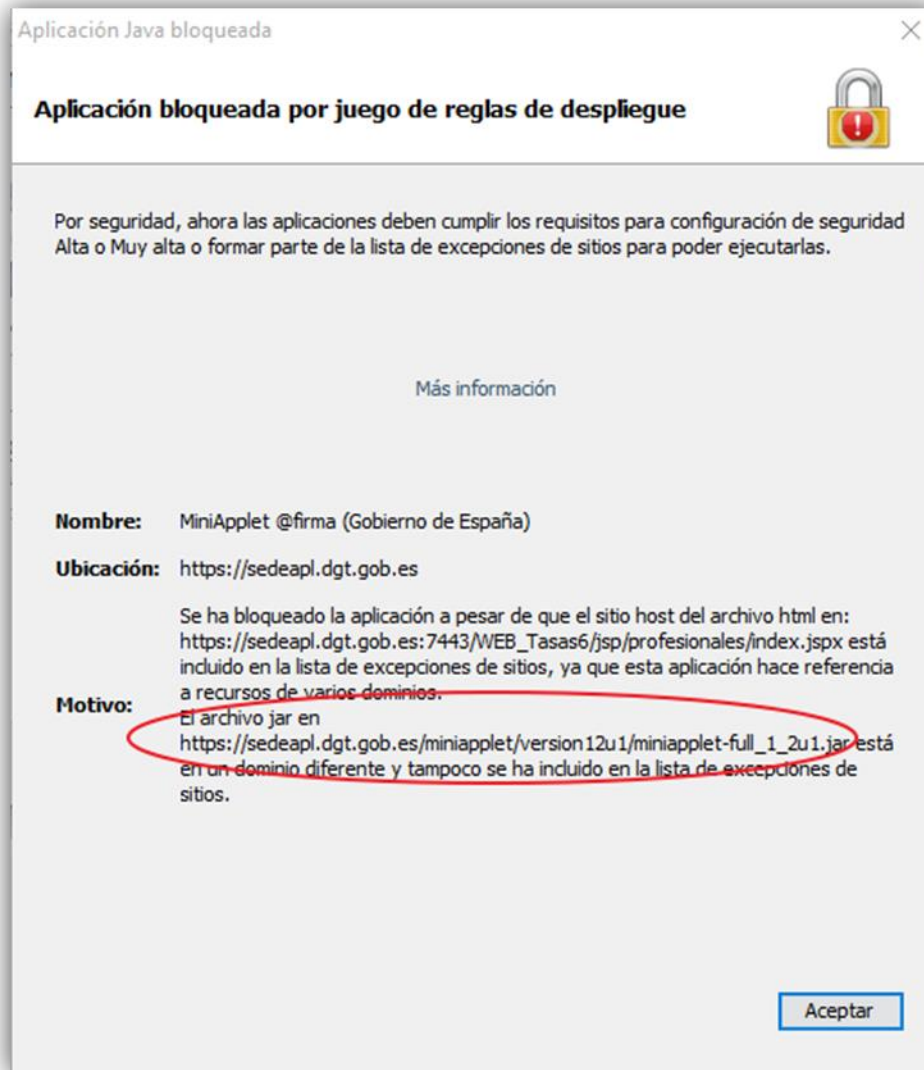 Aplicación Java bloqueada
Aplicación bloqueada por juego de reglas de despliegue
Por seguridad, ahora las aplicaciones deben cumplir los requisitos para configuración de seguridad
Alta o Muy alta o formar parte de la lista de excepciones de sitios para poder ejecutarlas.
Más información
Nombre: MiniApplet @firma (Gobierno de España)
Ubicación: https://sedeapl.dgt.gob.es
Motivo:
Se ha bloqueado la aplicación a pesar de que el sitio host del archivo html en:
https://sedeapl.dgt.gob.es:7443/WEB_Tasas6/jsp/profesionales/index.jspx está
incluido en la lista de excepciones de sitios, ya que esta aplicación hace referencia
a recursos de varios dominios.
El archivo jar en
https://sedeapl.dgt.gob.es/miniapplet/version12u1/miniapplet-full_1_2u1.jar está
en un dominio diferente y tampoco se ha incluido en la lista de excepciones de
sitios.
Aceptar